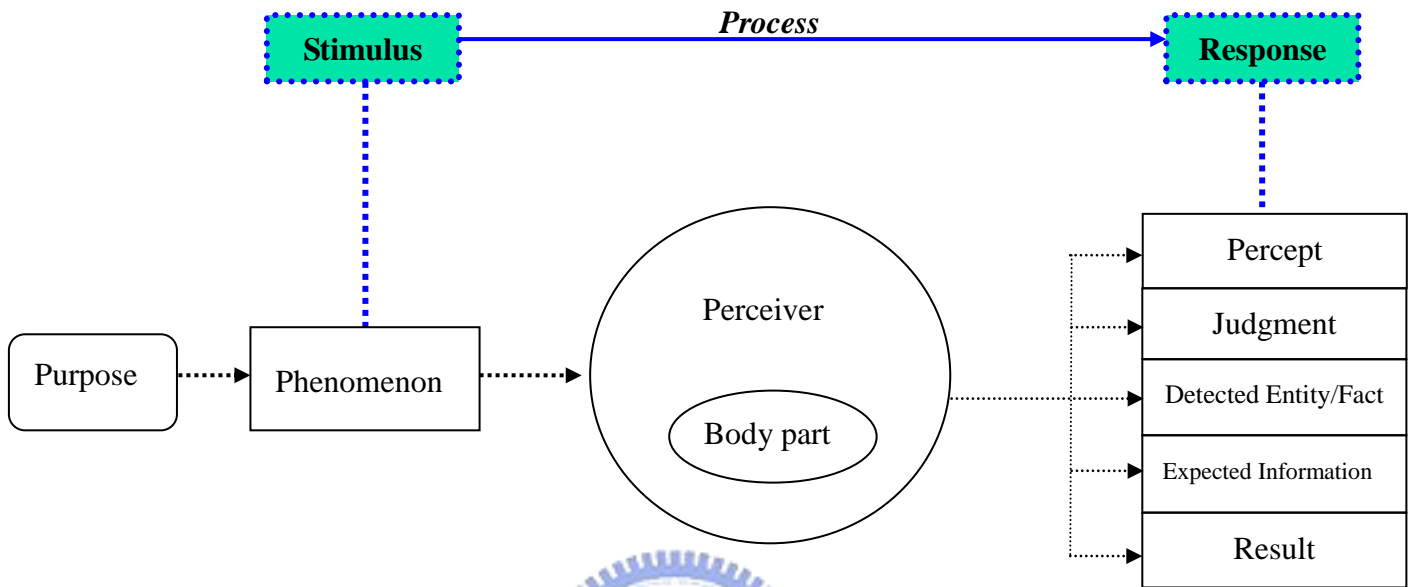 Process
Stimulus
Response
Purpose
Phenomenon
Perceiver
Body part
Percept
Judgment
Detected Entity/Fact
Expected Information
Result